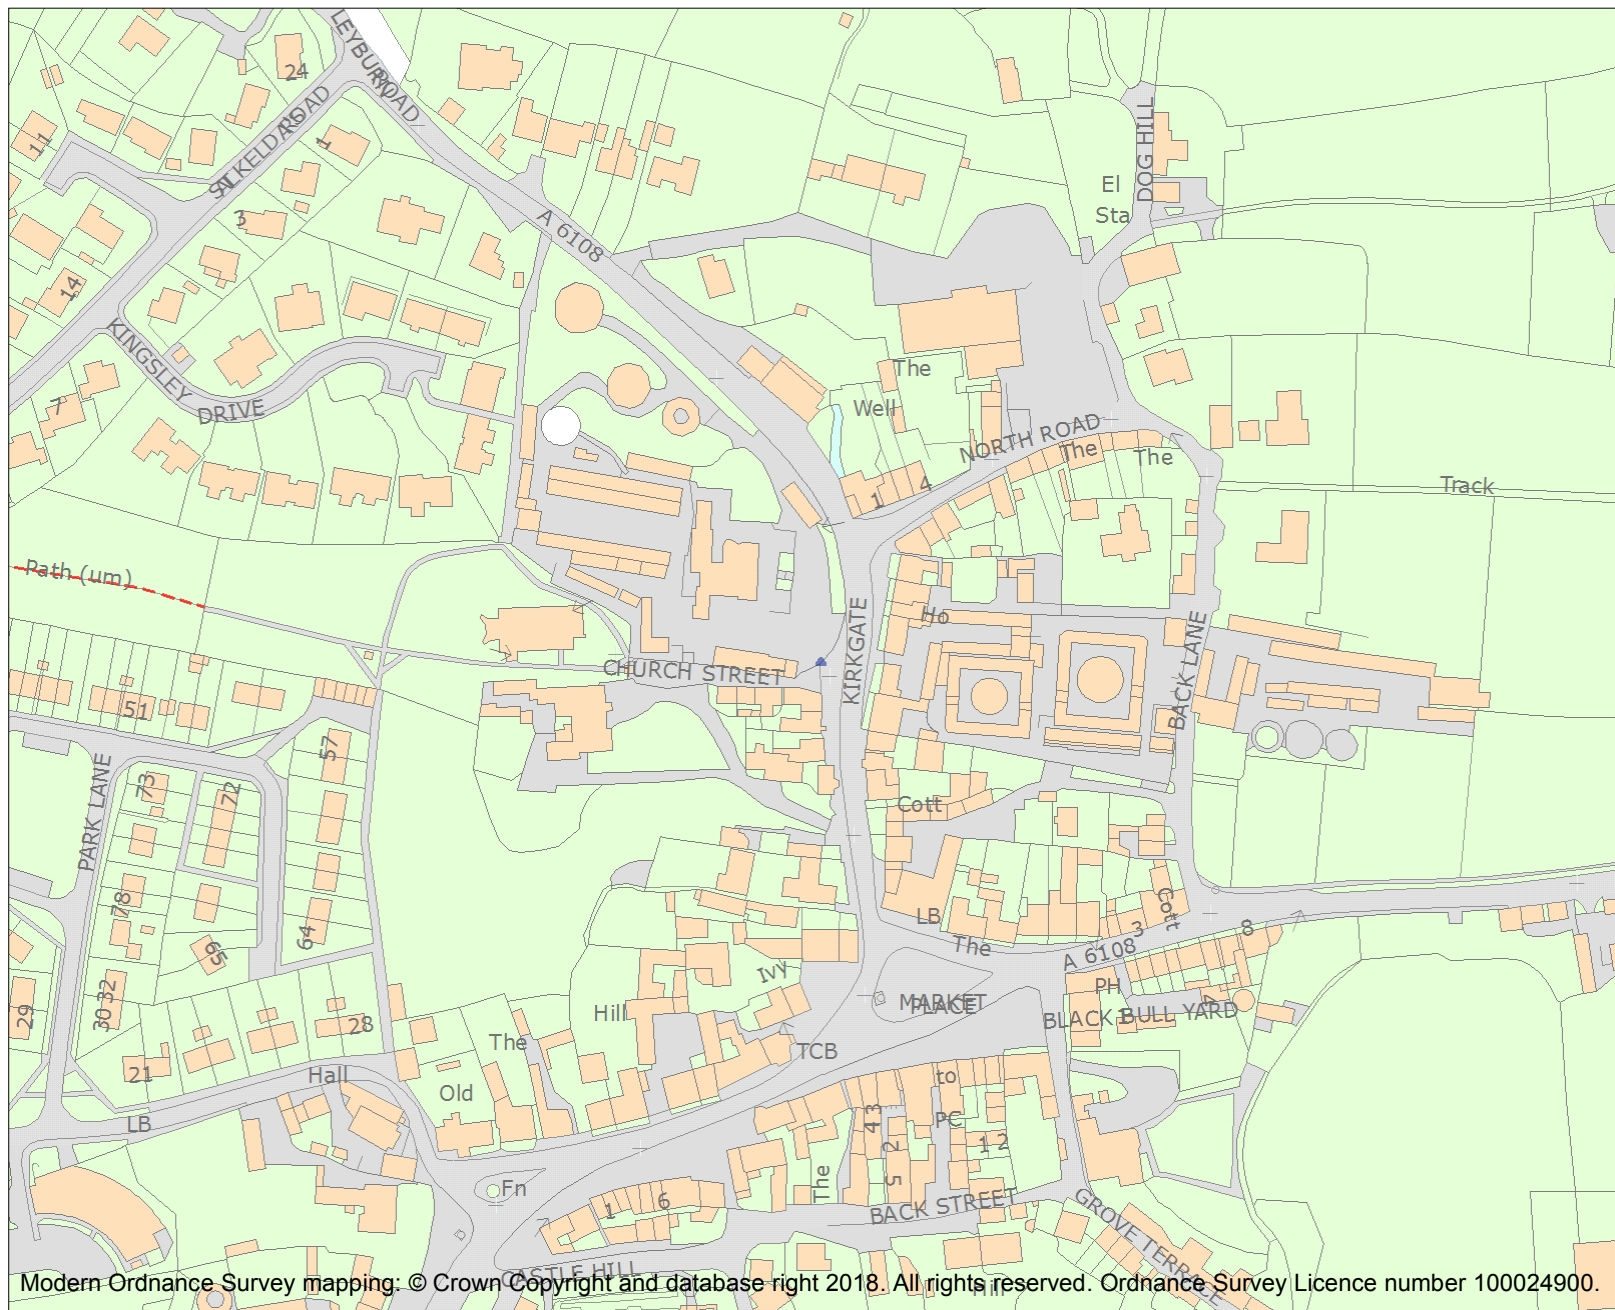 LEYBURN
ROAD
24
SALKELD
ROAD
11
1
3
14
A 6108
DOG HILL
El
Sta
KINGSLEY
DRIVE
7
The
Well
NORTH ROAD
The
The
1
4
Track
Path (um)
Ho
KIRKGATE
CHURCH STREET
BACK LANE
51
57
73
72
PARK LANE
Cott
78
64
65
LB
The
Cott
3
8
A 6108
PH
MARKET
PLACE
BLACK BULL YARD
1
4
Ivy
Hill
The
29
30 32
28
21
Hall
Old
TCB
to
PC
4 3
2
5
1 2
LB
Fn
1
6
The
BACK STREET
GROVE TERRACE
CASTLE HILL
Hill
Modern Ordnance Survey mapping: © Crown Copyright and database right 2018. All rights reserved. Ordnance Survey Licence number 100024900.